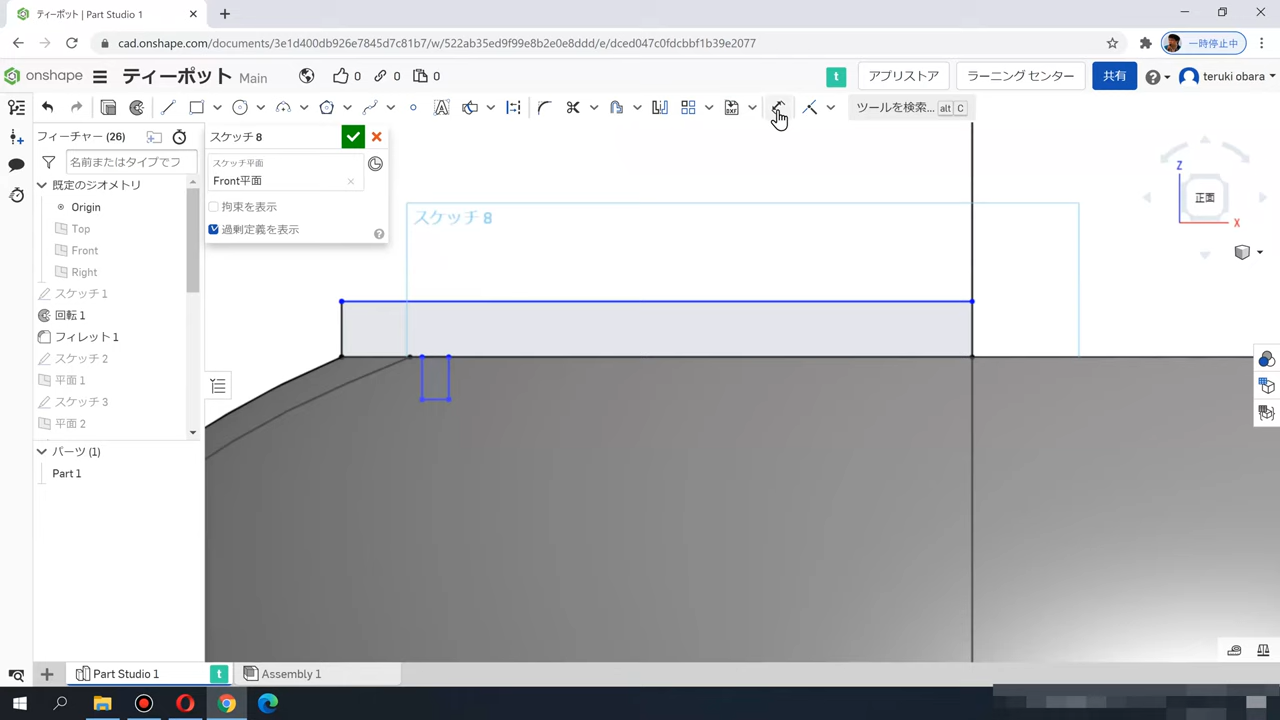 ティーポット | Part Studio 1
cad.onshape.com/documents/3e1d400db926e7845d7c81b7/w/522b35eef399e8b2e0e8ddd/e/dced047c0fdcbbf1b39e2077
一時停止中
onshape
ティーポット Main
0
0
0
t
アプリストア
ラーニング センター
共有
teruki obara
ツールを検索... alt C
フィーチャー (26)
名前またはタイプでフ
既定のジオメトリ
Origin
Top
Front
Right
スケッチ 1
回転 1
フィレット 1
スケッチ 2
平面 1
スケッチ 3
平面 2
パーツ (1)
Part 1
スケッチ 8
スケッチ平面
Front平面
拘束を表示
過剰定義を表示
スケッチ 8
Z
正面
X
Part Studio 1
t
Assembly 1